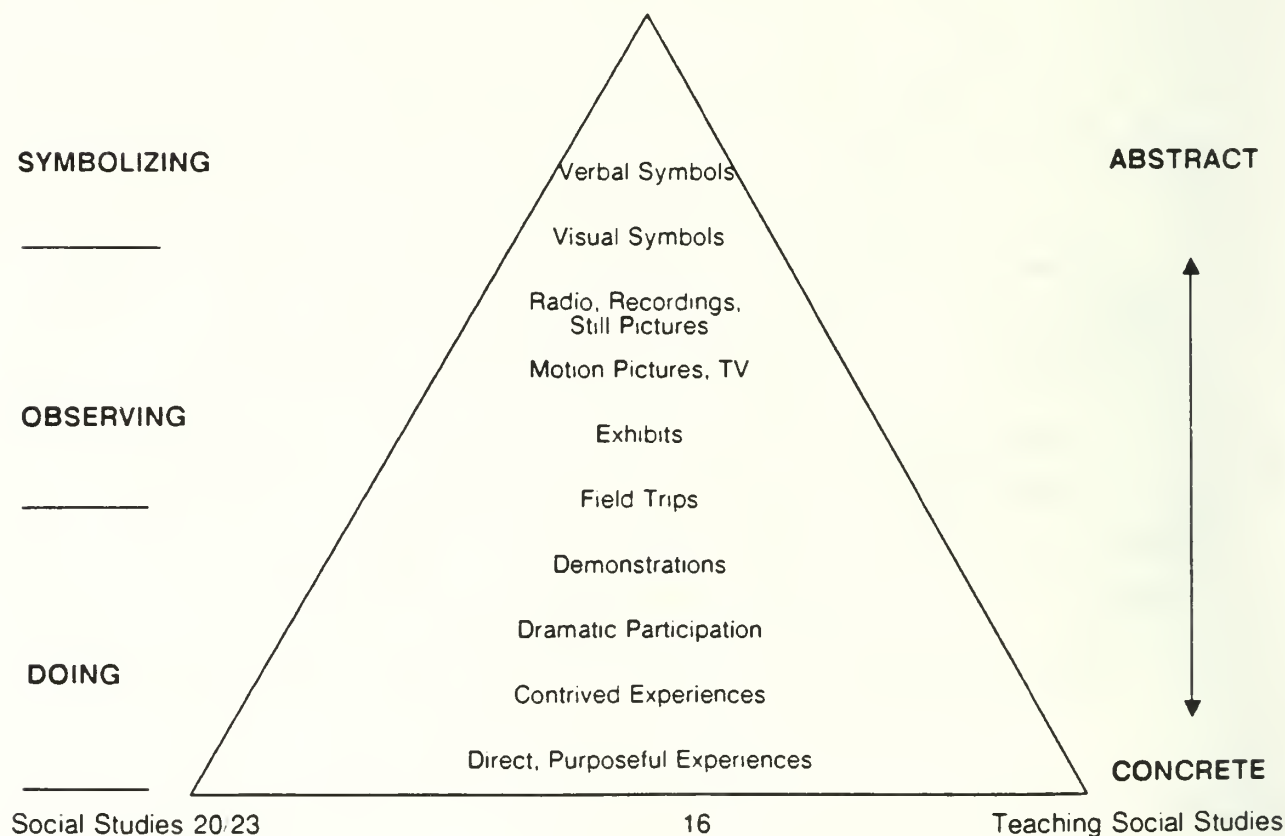 SYMBOLIZING
ABSTRACT
Verbal Symbols
Visual Symbols
Radio, Recordings,
Still Pictures
Motion Pictures, TV
OBSERVING
Exhibits
Field Trips
Demonstrations
Dramatic Participation
DOING
Contrived Experiences
Direct, Purposeful Experiences
CONCRETE
Social Studies 20/23
16
Teaching Social Studies